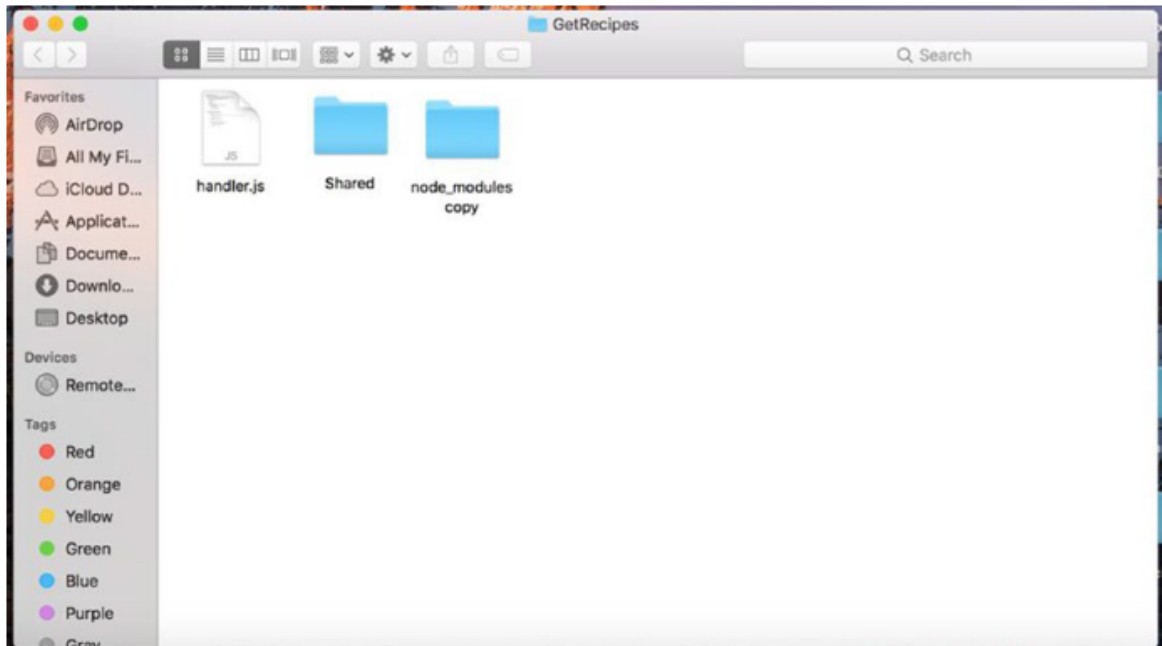 GetRecipes
Search
Favorites
AirDrop
All My Fi...
iCloud D...
Applicat...
Docume...
Downlo...
Desktop
Devices
Remote...
Tags
Red
Orange
Yellow
Green
Blue
Purple
Gray
JS
handler.js
Shared
node_modules
copy